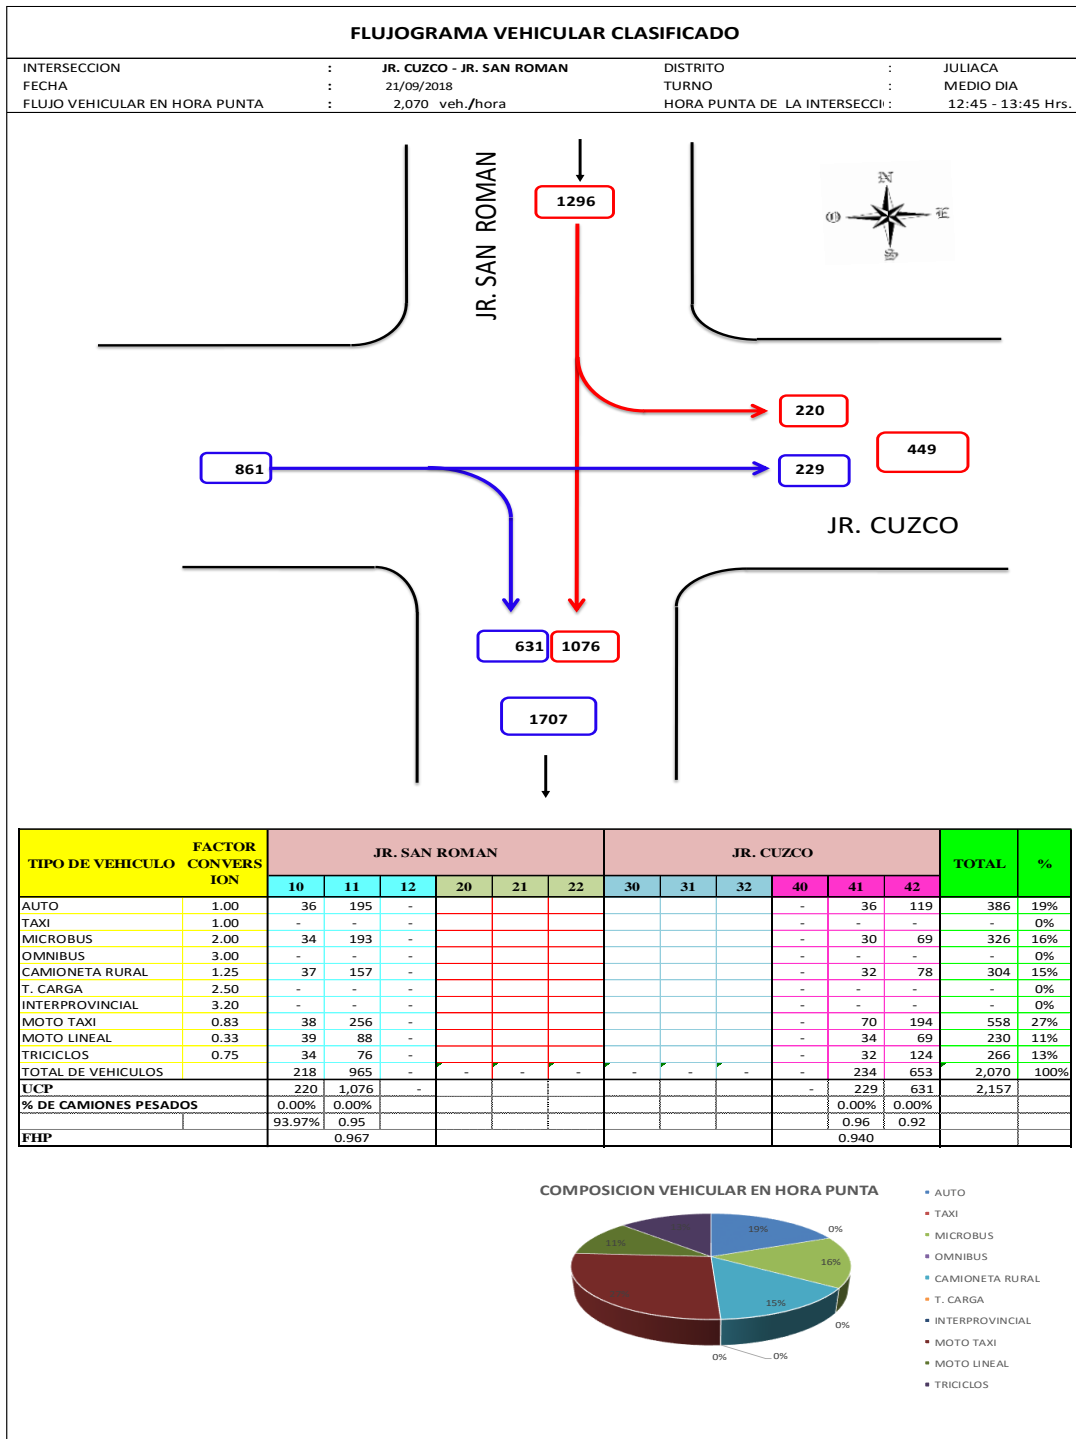 FLUJOGRAMA VEHICULAR CLASIFICADO
INTERSECCION : JR. CUZCO - JR. SAN ROMAN DISTRITO : JULIACA
FECHA : 21/09/2018 TURNO : MEDIO DIA
FLUJO VEHICULAR EN HORA PUNTA : 2,070 veh./hora HORA PUNTA DE LA INTERSECCI : 12:45 - 13:45 Hrs.
JR. SAN ROMAN
1296
N
O E
S
220
449
861
229
JR. CUZCO
631 1076
1707
TIPO DE VEHICULO FACTOR CONVERSION JR. SAN ROMAN JR. CUZCO TOTAL %
10 11 12 20 21 22 30 31 32 40 41 42
AUTO 1.00 36 195 - - 36 119 386 19%
TAXI 1.00 - - - - - - - 0%
MICROBUS 2.00 34 193 - - 30 69 326 16%
OMNIBUS 3.00 - - - - - - - 0%
CAMIONETA RURAL 1.25 37 157 - - 32 78 304 15%
T. CARGA 2.50 - - - - - - - 0%
INTERPROVINCIAL 3.20 - - - - - - - 0%
MOTO TAXI 0.83 38 256 - - 70 194 558 27%
MOTO LINEAL 0.33 39 88 - - 34 69 230 11%
TRICICLOS 0.75 34 76 - - 32 124 266 13%
TOTAL DE VEHICULOS 218 965 - - - - - - - - 234 653 2,070 100%
UCP 220 1,076 - - 229 631 2,157
% DE CAMIONES PESADOS 0.00% 0.00% 0.00% 0.00%
93.97% 0.95 0.96 0.92
FHP 0.967 0.940
COMPOSICION VEHICULAR EN HORA PUNTA
19%
0%
16%
0%
15%
0%
0%
11%
AUTO
TAXI
MICROBUS
OMNIBUS
CAMIONETA RURAL
T. CARGA
INTERPROVINCIAL
MOTO TAXI
MOTO LINEAL
TRICICLOS